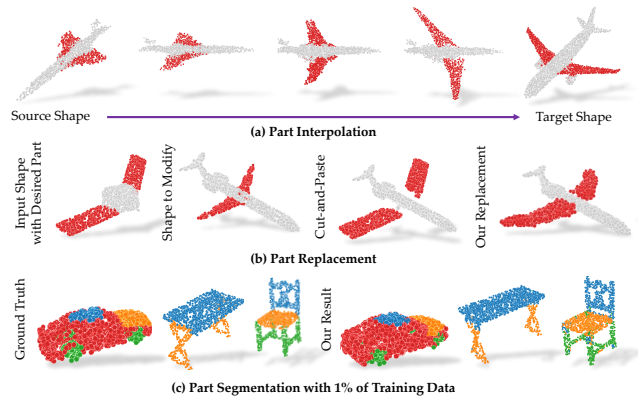 Source Shape
Target Shape
(a) Part Interpolation
Input Shape
with Desired Part
Shape to Modify
Cut-and-Paste
Our Replacement
(b) Part Replacement
Ground Truth
Our Result
(c) Part Segmentation with 1% of Training Data